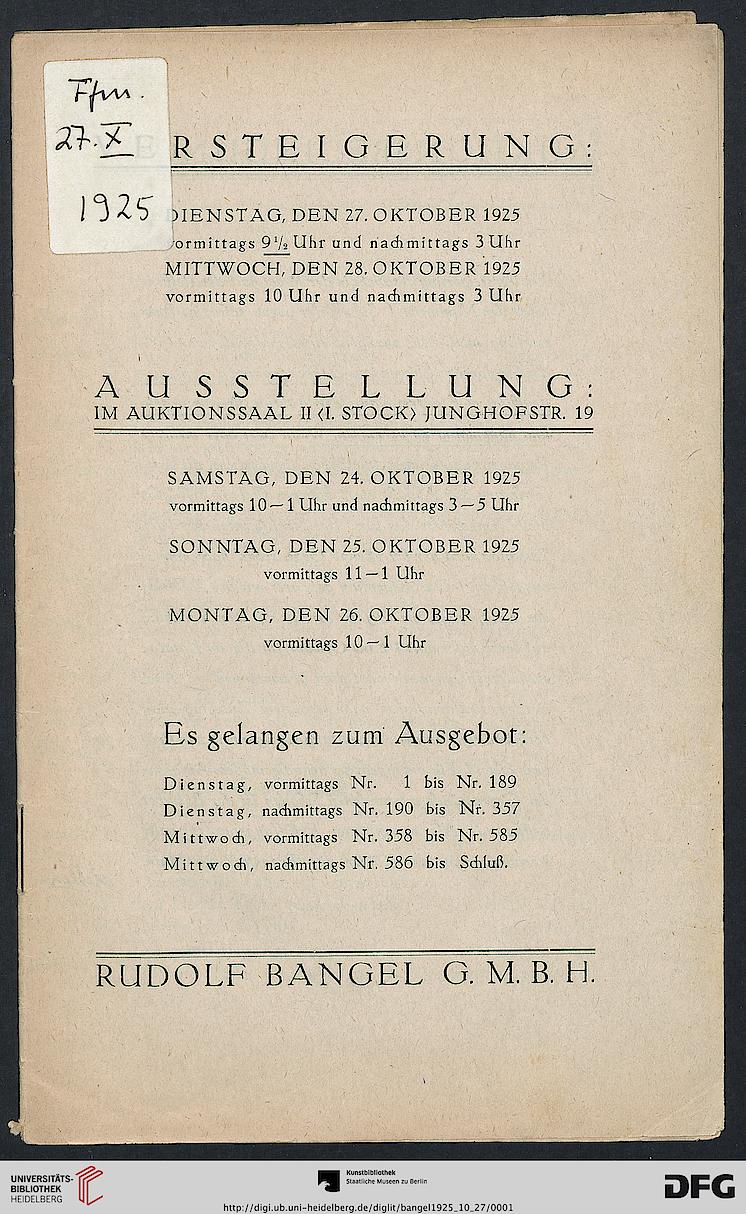 Ffm.
27. X
1925
ERSTEIGERUNG:
DIENSTAG, DEN 27. OKTOBER 1925
vormittags 9½ Uhr und nachmittags 3 Uhr
MITTWOCH, DEN 28. OKTOBER 1925
vormittags 10 Uhr und nachmittags 3 Uhr
AUSSTELLUNG:
IM AUKTIONSSAAL II (I. STOCK) JUNGHOFSTR. 19
SAMSTAG, DEN 24. OKTOBER 1925
vormittags 10—1 Uhr und nachmittags 3—5 Uhr
SONNTAG, DEN 25. OKTOBER 1925
vormittags 11—1 Uhr
MONTAG, DEN 26. OKTOBER 1925
vormittags 10—1 Uhr
Es gelangen zum Ausgebot:
Dienstag, vormittags Nr. 1 bis Nr. 189
Dienstag, nachmittags Nr. 190 bis Nr. 357
Mittwoch, vormittags Nr. 358 bis Nr. 585
Mittwoch, nachmittags Nr. 586 bis Schluß.
RUDOLF BANGEL G. M. B. H.
UNIVERSITÄTS-
BIBLIOTHEK
HEIDELBERG
Kunstbibliothek
Staatliche Museen zu Berlin
DFG
http://digi.ub.uni-heidelberg.de/diglit/bangel1925_10_27/0001